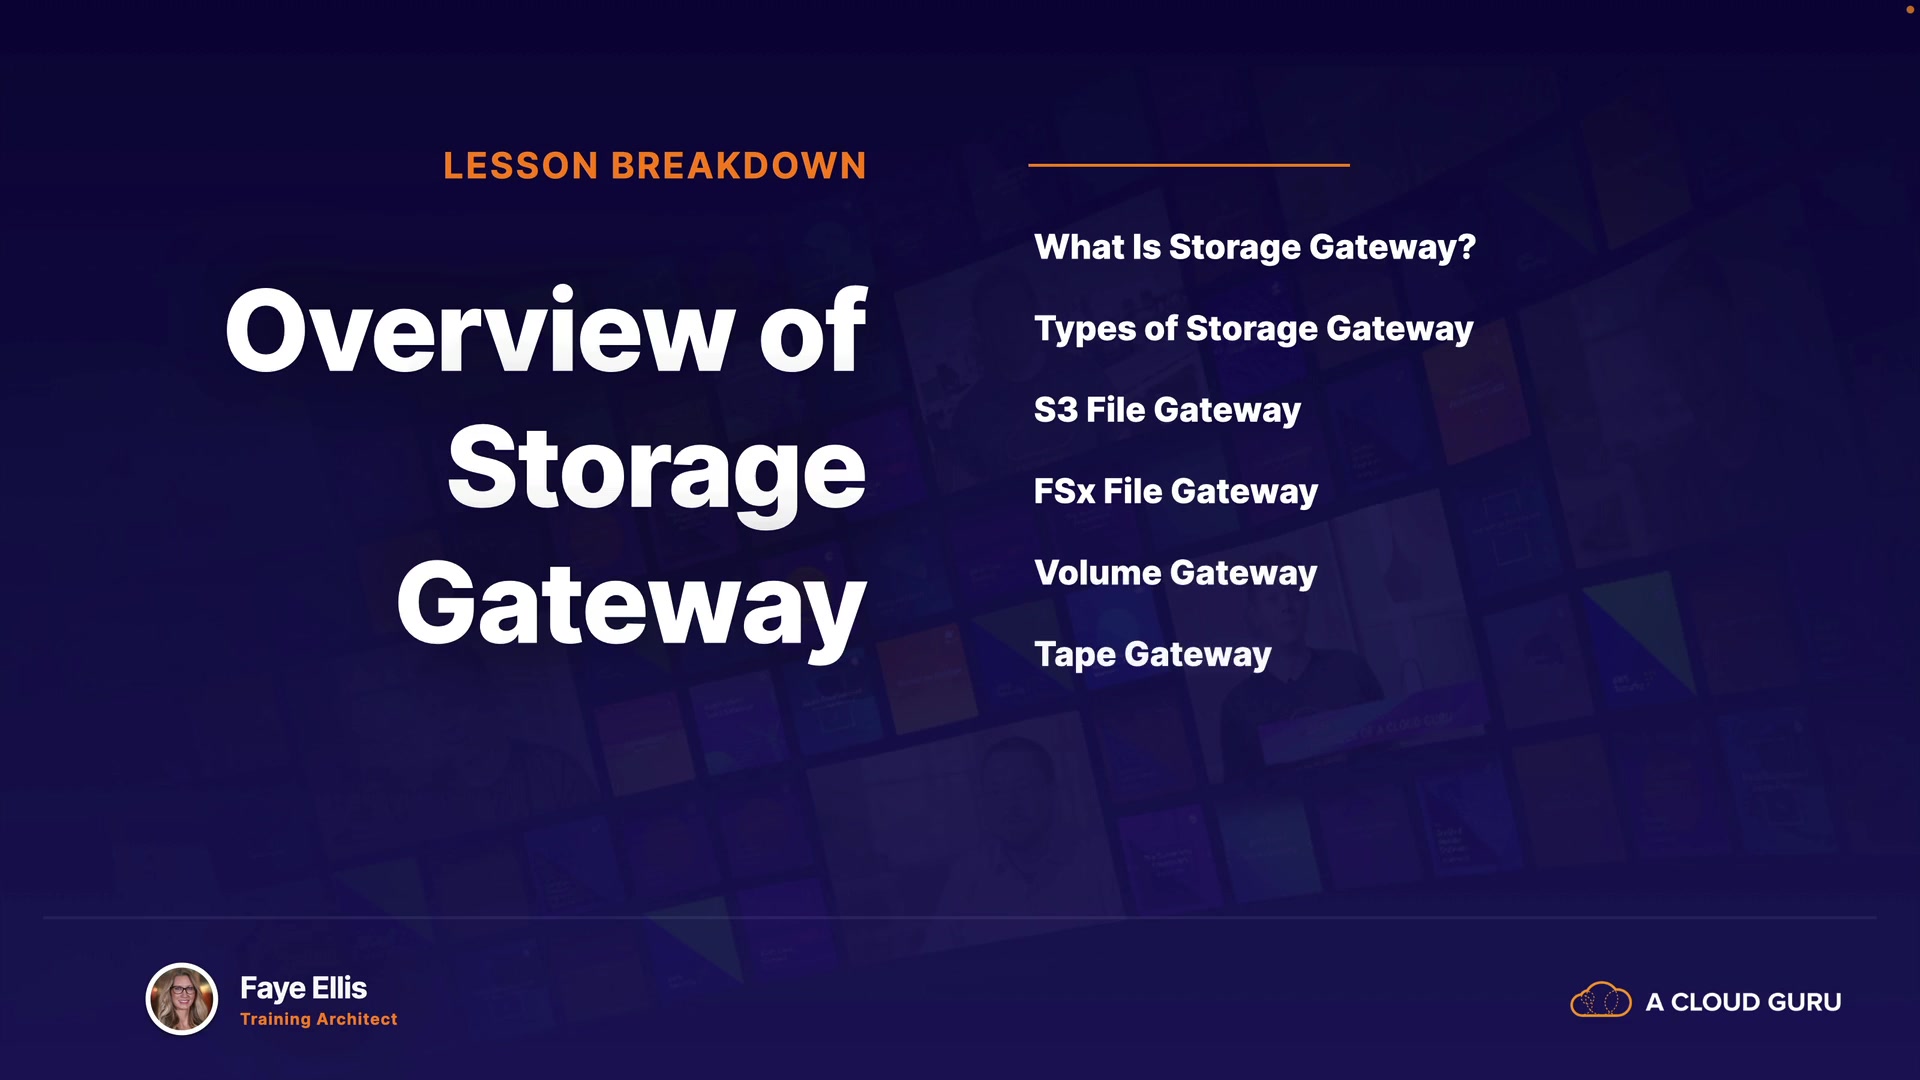 LESSON BREAKDOWN
Overview of
Storage
Gateway
What Is Storage Gateway?
Types of Storage Gateway
S3 File Gateway
FSx File Gateway
Volume Gateway
Tape Gateway
Faye Ellis
Training Architect
A CLOUD GURU